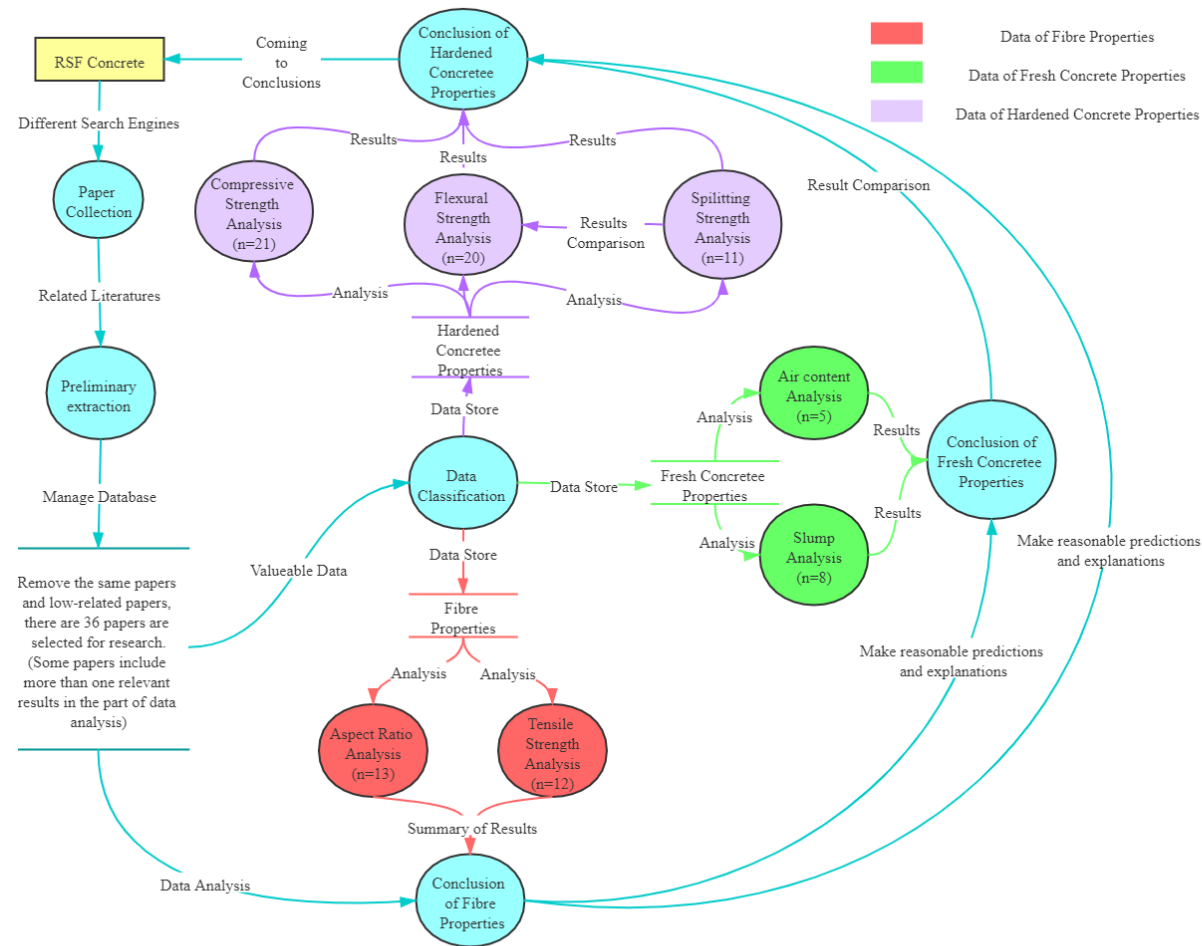 RSF Concrete
Coming
to
Conclusions
Conclusion of
Hardened
Concretee
Properties
Data of Fibre Properties
Data of Fresh Concrete Properties
Data of Hardened Concrete Properties
Different Search Engines
Paper
Collection
Related Literatures
Preliminary
extraction
Manage Database
Remove the same papers
and low-related papers,
there are 36 papers are
selected for research.
(Some papers include
more than one relevant
results in the part of data
analysis)
Results
Results
Results
Compressive
Strength
Analysis
(n=21)
Flexural
Strength
Analysis
(n=20)
Results
Comparison
Spilitting
Strength
Analysis
(n=11)
Analysis
Analysis
Hardened
Concretee
Properties
Data Store
Data
Classification
Valueable Data
Data Store
Fresh Concretee
Properties
Analysis
Analysis
Air content
Analysis
(n=5)
Slump
Analysis
(n=8)
Results
Results
Conclusion of
Fresh Concretee
Properties
Result Comparison
Make reasonable predictions
and explanations
Make reasonable predictions
and explanations
Data Store
Fibre
Properties
Analysis
Analysis
Aspect Ratio
Analysis
(n=13)
Tensile
Strength
Analysis
(n=12)
Summary of Results
Data Analysis
Conclusion
of Fibre
Properties